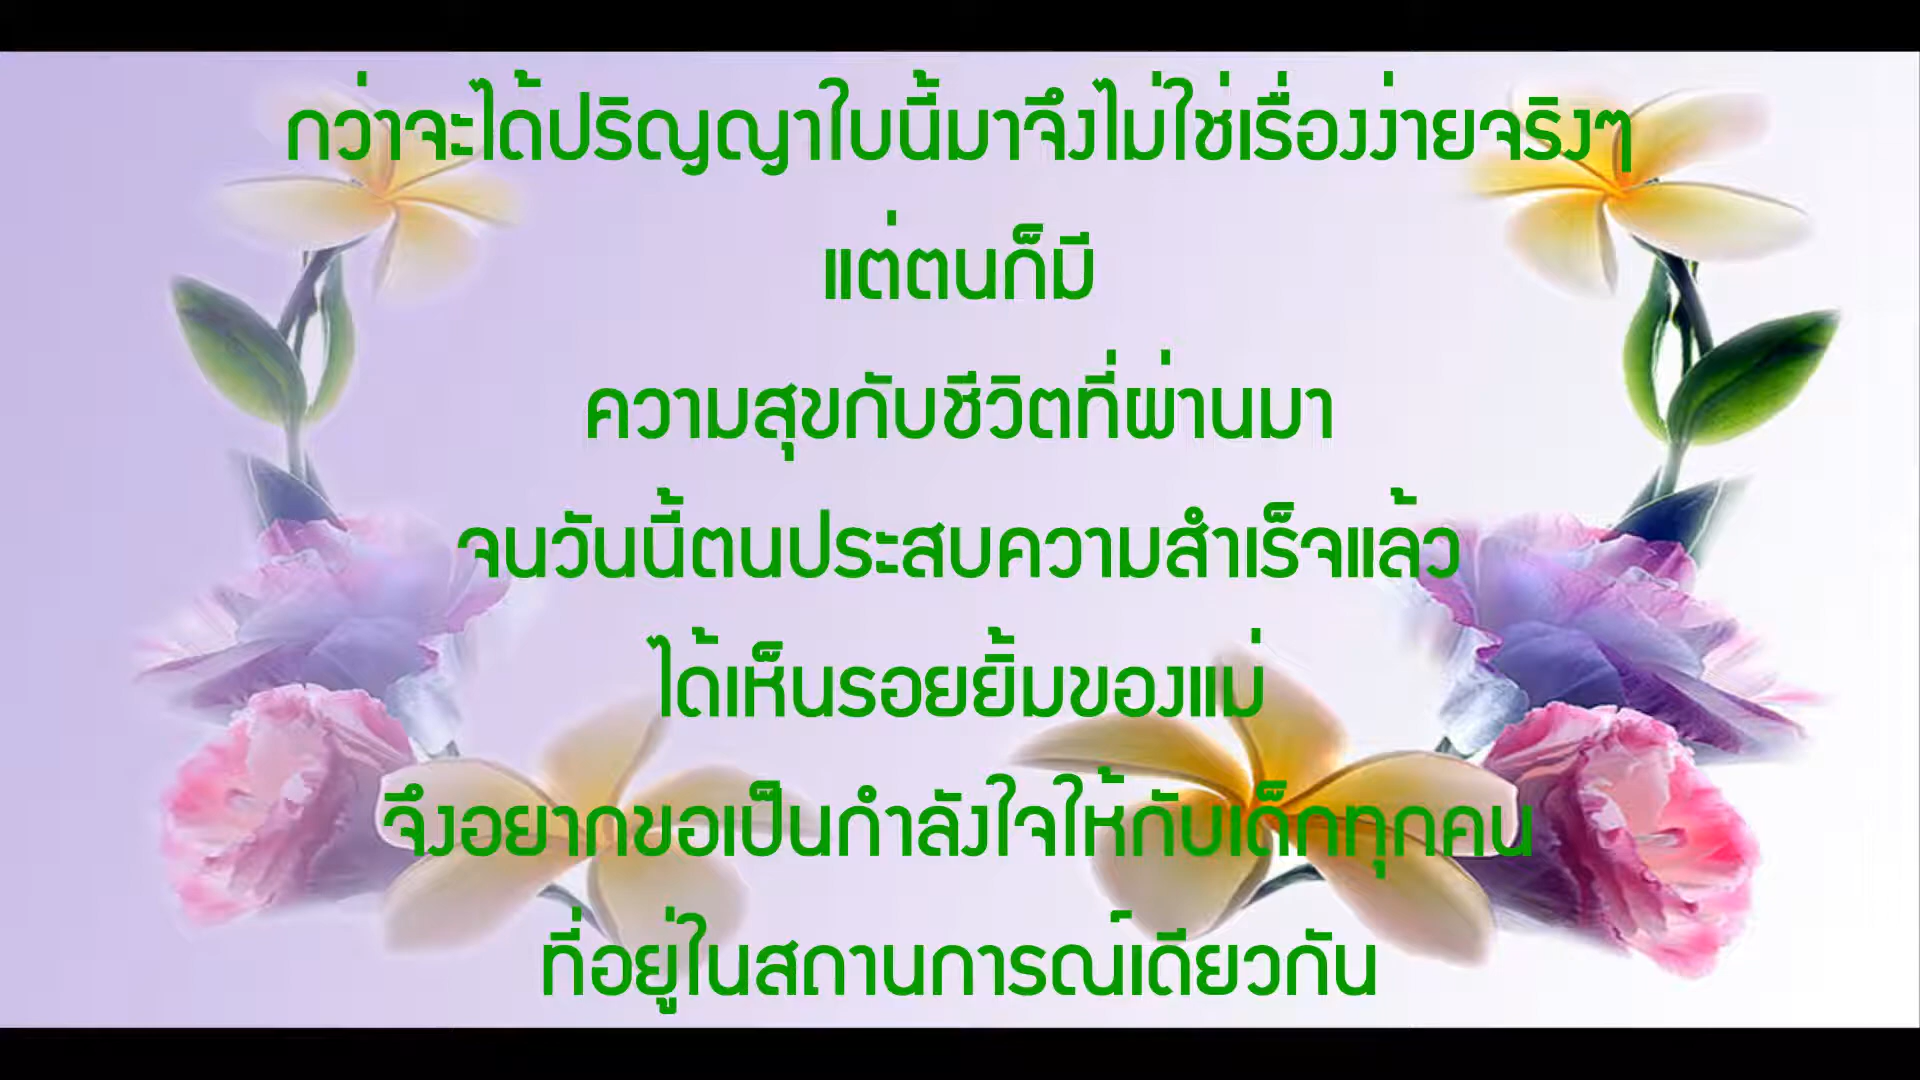 กว่าจะได้ปริญญาใบนี้มาจึงไม่ใช่เรื่องง่ายจริงๆ
แต่ตนก็มี
ความสุขกับชีวิตที่ผ่านมา
จนวันนี้ตนประสบความสำเร็จแล้ว
ได้เห็นรอยยิ้มของแม่
จึงอยากขอเป็นกำลังใจให้กับเด็กทุกคน
ที่อยู่ในสถานการณ์เดียวกัน